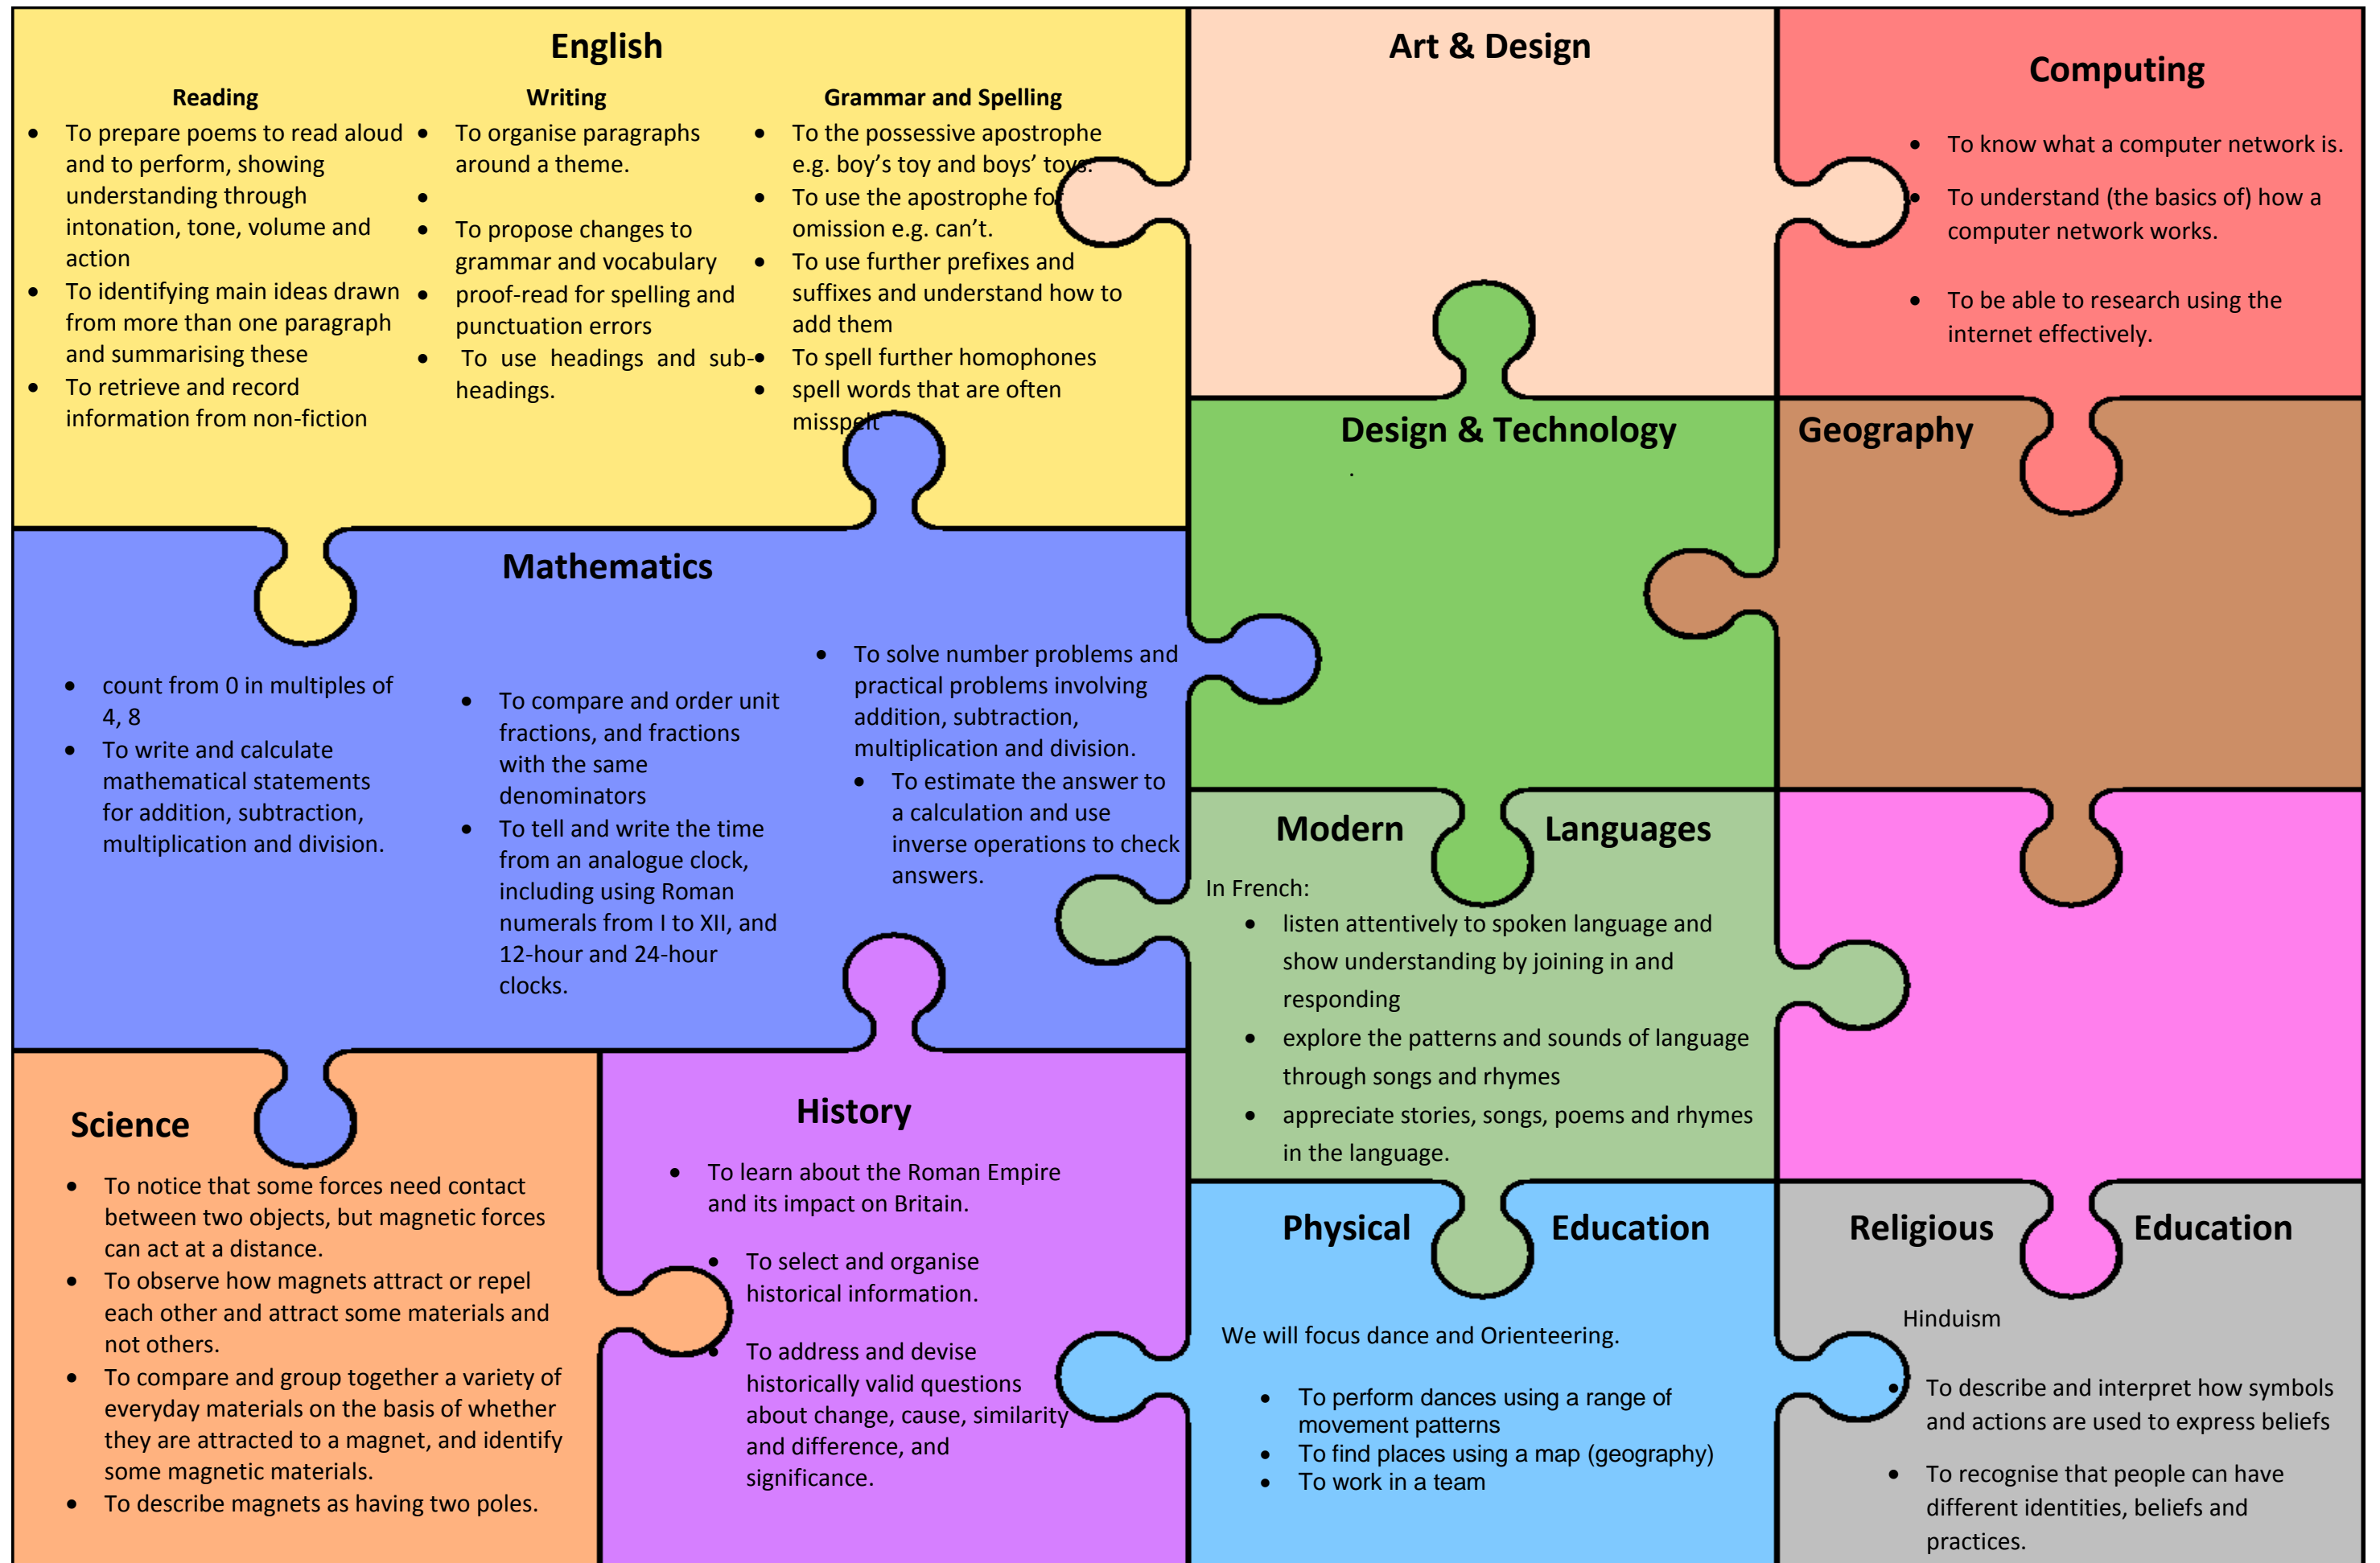 English
Reading
• To prepare poems to read aloud
and to perform, showing
understanding through
intonation, tone, volume and
action
• To identifying main ideas drawn
from more than one paragraph
and summarising these
• To retrieve and record
information from non-fiction
Writing
• To organise paragraphs
around a theme.
•
• To propose changes to
grammar and vocabulary
• proof-read for spelling and
punctuation errors
• To use headings and sub-
headings.
Grammar and Spelling
• To the possessive apostrophe
e.g. boy's toy and boys' toys.
• To use the apostrophe fo
omission e.g. can't.
• To use further prefixes and
suffixes and understand how to
add them
• To spell further homophones
• spell words that are often
misspelt
Art & Design
Computing
• To know what a computer network is.
• To understand (the basics of) how a
computer network works.
• To be able to research using the
internet effectively.
Design & Technology
.
Geography
Mathematics
• count from 0 in multiples of
4, 8
• To write and calculate
mathematical statements
for addition, subtraction,
multiplication and division.
• To compare and order unit
fractions, and fractions
with the same
denominators
• To tell and write the time
from an analogue clock,
including using Roman
numerals from I to XII, and
12-hour and 24-hour
clocks.
• To solve number problems and
practical problems involving
addition, subtraction,
multiplication and division.
• To estimate the answer to
a calculation and use
inverse operations to check
answers.
Modern Languages
In French:
• listen attentively to spoken language and
show understanding by joining in and
responding
• explore the patterns and sounds of language
through songs and rhymes
• appreciate stories, songs, poems and rhymes
in the language.
Science
• To notice that some forces need contact
between two objects, but magnetic forces
can act at a distance.
• To observe how magnets attract or repel
each other and attract some materials and
not others.
• To compare and group together a variety of
everyday materials on the basis of whether
they are attracted to a magnet, and identify
some magnetic materials.
• To describe magnets as having two poles.
History
• To learn about the Roman Empire
and its impact on Britain.
• To select and organise
historical information.
• To address and devise
historically valid questions
about change, cause, similarity
and difference, and
significance.
Physical Education
We will focus dance and Orienteering.
• To perform dances using a range of
movement patterns
• To find places using a map (geography)
• To work in a team
Religious Education
Hinduism
• To describe and interpret how symbols
and actions are used to express beliefs
• To recognise that people can have
different identities, beliefs and
practices.